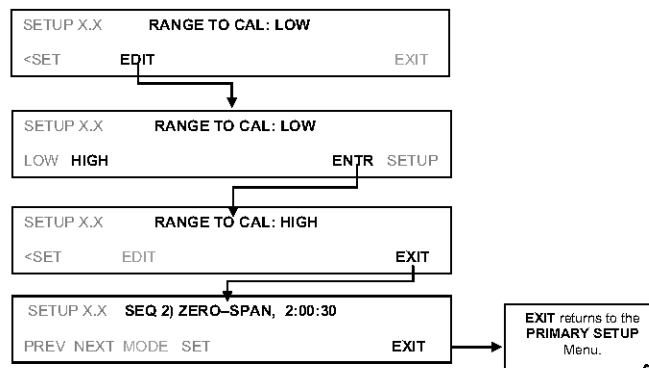 SETUP X.X RANGE TO CAL: LOW
<SET EDIT EXIT
SETUP X.X RANGE TO CAL: LOW
LOW HIGH ENTR SETUP
SETUP X.X RANGE TO CAL: HIGH
<SET EDIT EXIT
SETUP X.X SEQ 2) ZERO–SPAN, 2:00:30
PREV NEXT MODE SET EXIT
EXIT returns to the
PRIMARY SETUP
Menu.